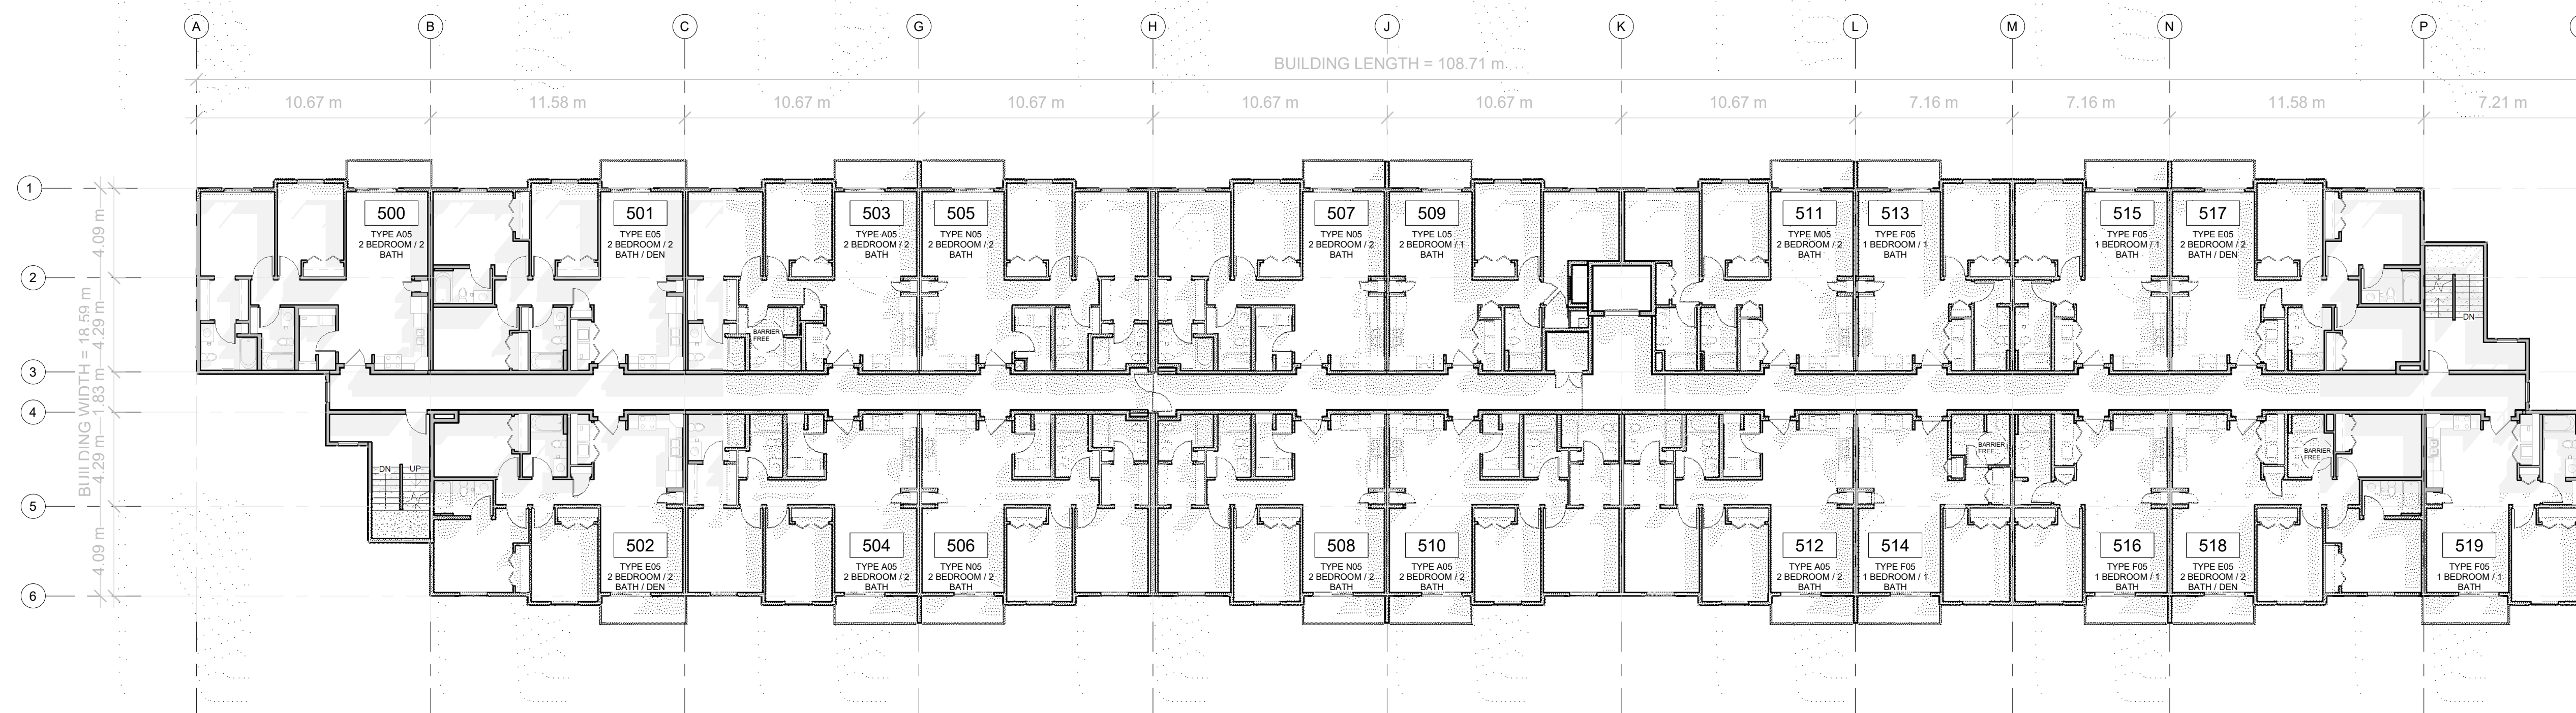 A B C G H J K L M N P
BUILDING LENGTH = 108.71 m
10.67 m 11.58 m 10.67 m 10.67 m 10.67 m 10.67 m 10.67 m 7.16 m 7.16 m 11.58 m 7.21 m
1
2
3
4
5
6
BUILDING WIDTH = 18.59 m
4.09 m
4.29 m
1.83 m
4.29 m
4.09 m
500
TYPE A05
2 BEDROOM / 2
BATH
501
TYPE E05
2 BEDROOM / 2
BATH / DEN
503
TYPE A05
2 BEDROOM / 2
BATH
505
TYPE N05
2 BEDROOM / 2
BATH
507
TYPE N05
2 BEDROOM / 2
BATH
509
TYPE L05
2 BEDROOM / 1
BATH
511
TYPE M05
2 BEDROOM / 2
BATH
513
TYPE F05
1 BEDROOM / 1
BATH
515
TYPE F05
1 BEDROOM / 1
BATH
517
TYPE E05
2 BEDROOM / 2
BATH / DEN
BARRIER
FREE
DN
DN UP
BARRIER
FREE
BARRIER
FREE
502
TYPE E05
2 BEDROOM / 2
BATH / DEN
504
TYPE A05
2 BEDROOM / 2
BATH
506
TYPE N05
2 BEDROOM / 2
BATH
508
TYPE N05
2 BEDROOM / 2
BATH
510
TYPE A05
2 BEDROOM / 2
BATH
512
TYPE A05
2 BEDROOM / 2
BATH
514
TYPE F05
1 BEDROOM / 1
BATH
516
TYPE F05
1 BEDROOM / 1
BATH
518
TYPE E05
2 BEDROOM / 2
BATH / DEN
519
TYPE F05
1 BEDROOM / 1
BATH